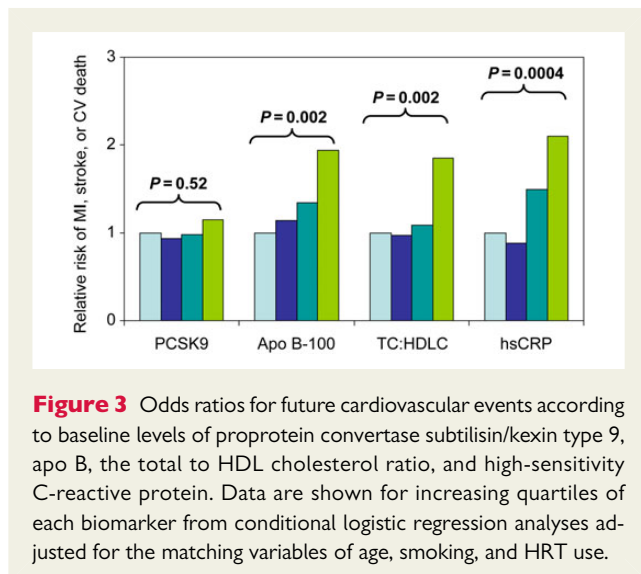 3
P = 0.0004
P = 0.002
P = 0.002
2
P = 0.52
1
0
Relative risk of MI, stroke, or CV death
PCSK9
Apo B-100
TC:HDLC
hsCRP
Figure 3 Odds ratios for future cardiovascular events according
to baseline levels of proprotein convertase subtilisin/kexin type 9,
apo B, the total to HDL cholesterol ratio, and high-sensitivity
C-reactive protein. Data are shown for increasing quartiles of
each biomarker from conditional logistic regression analyses ad-
justed for the matching variables of age, smoking, and HRT use.